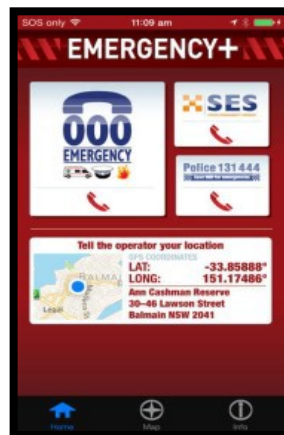 SOS only 11:09 am
EMERGENCY+
000
EMERGENCY
SES
Police 131 444
Tell the operator your location
GPS COORDINATES
LAT: -33.85888°
LONG: 151.17486°
Ann Cashman Reserve
30-46 Lawson Street
Balmain NSW 2041
BALMA
Home Map Info